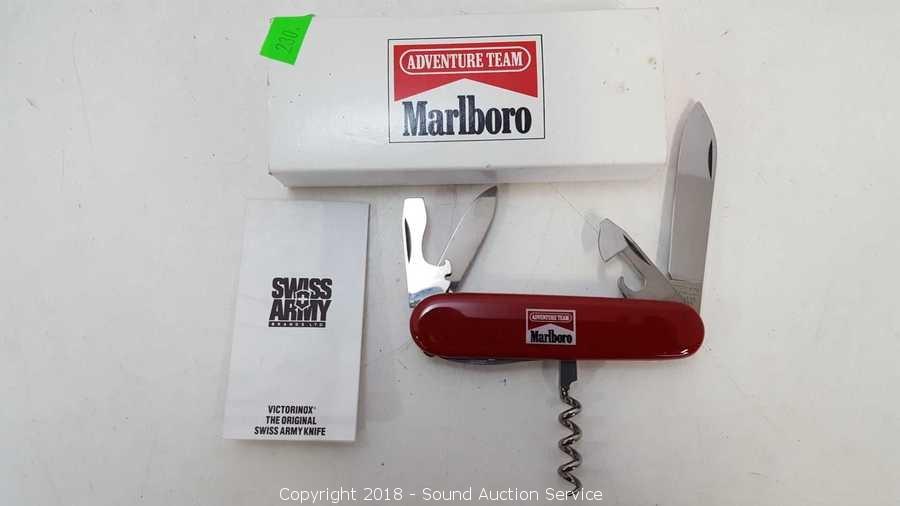 230.
ADVENTURE TEAM
Marlboro
SWISS
ARMY
BRANDS LTD.
VICTORINOX®
THE ORIGINAL
SWISS ARMY KNIFE
ADVENTURE TEAM
Marlboro
Copyright 2018 - Sound Auction Service